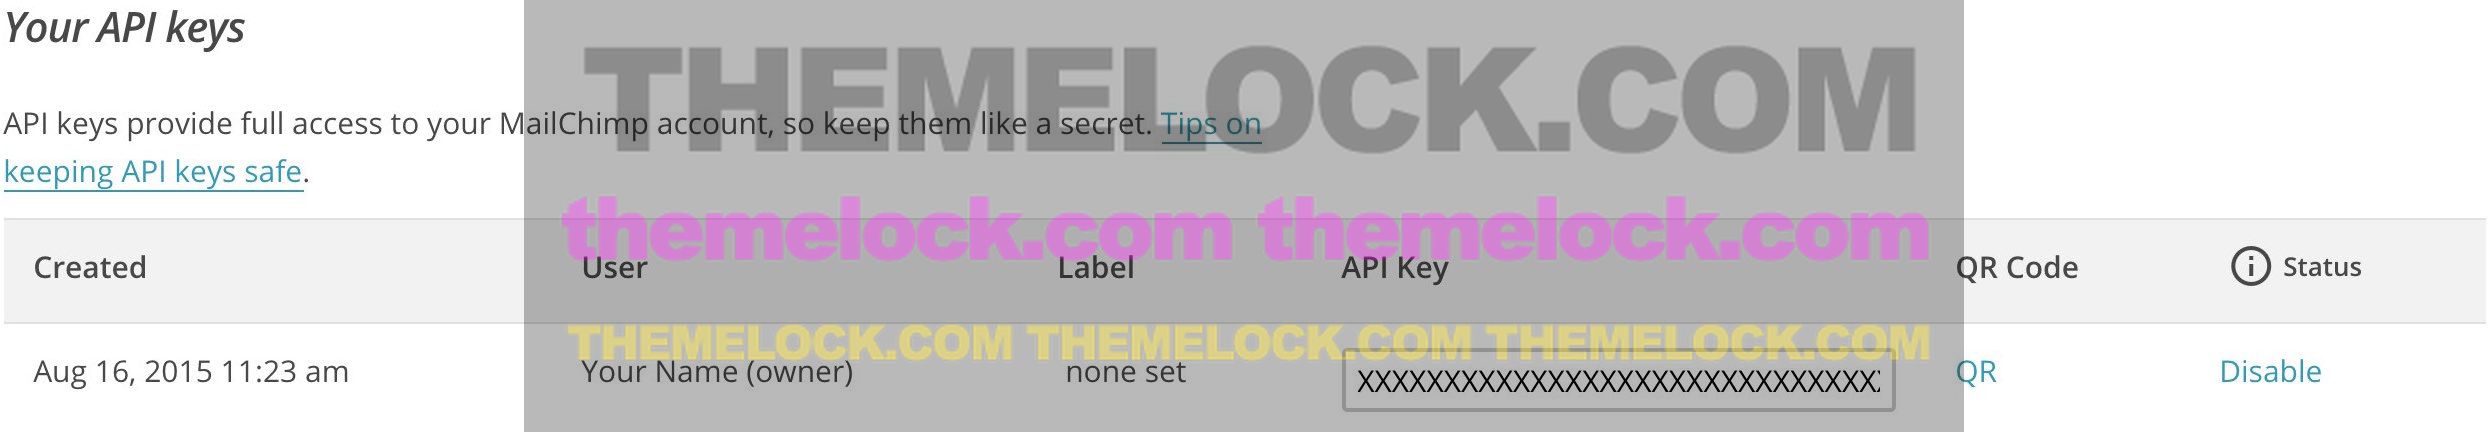 Your API keys
THEMELOCK.COM
API keys provide full access to your MailChimp account, so keep them like a secret. Tips on
keeping API keys safe.
themelock.com themelock.com
Created User Label API Key QR Code i Status
THEMELOCK.COM THEMELOCK.COM THEMELOCK.COM
Aug 16, 2015 11:23 am Your Name (owner) none set XXXXXXXXXXXXXXXXXXXXXXXXXXXXXX QR Disable